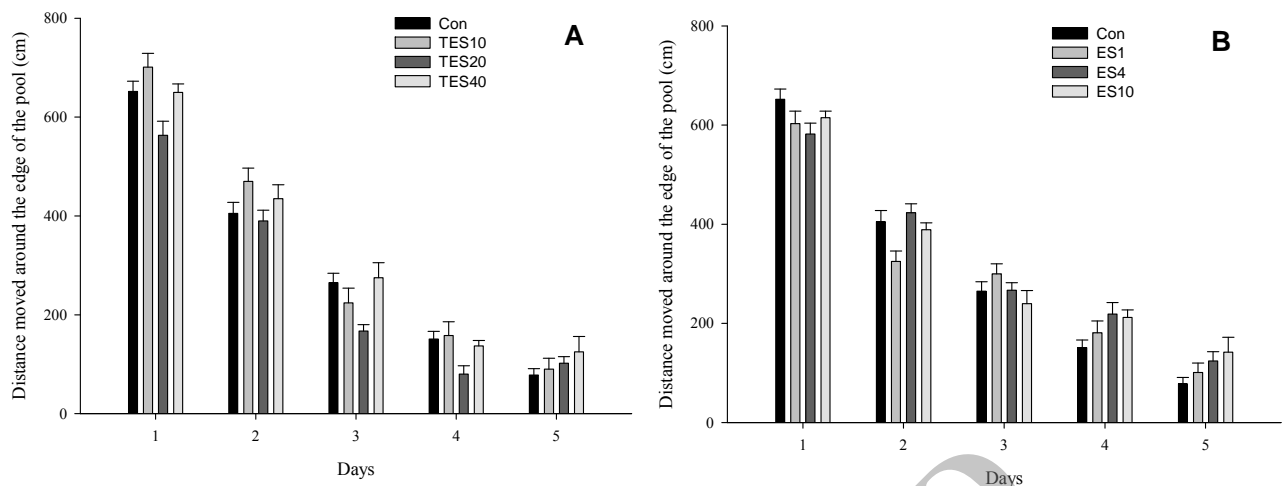 Distance moved around the edge of the pool (cm)
800
600
400
200
0
Con
TES10
TES20
TES40
A
1 2 3 4 5
Days
Distance moved around the edge of the pool (cm)
800
600
400
200
0
Con
ES1
ES4
ES10
B
1 2 3 4 5
Days